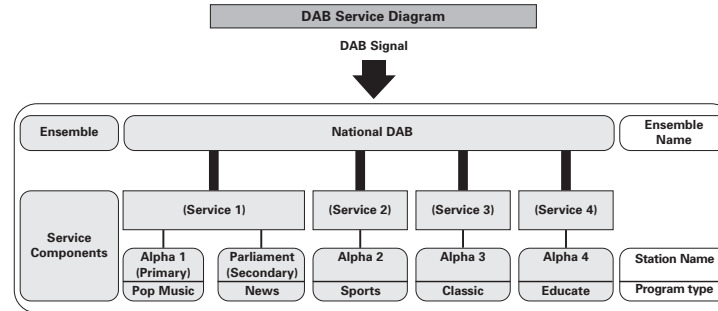 DAB Service Diagram
DAB Signal
Ensemble
National DAB
Ensemble
Name
Service
Components
(Service 1)
(Service 2)
(Service 3)
(Service 4)
Alpha 1
(Primary)
Parliament
(Secondary)
Alpha 2
Alpha 3
Alpha 4
Station Name
Pop Music
News
Sports
Classic
Educate
Program type